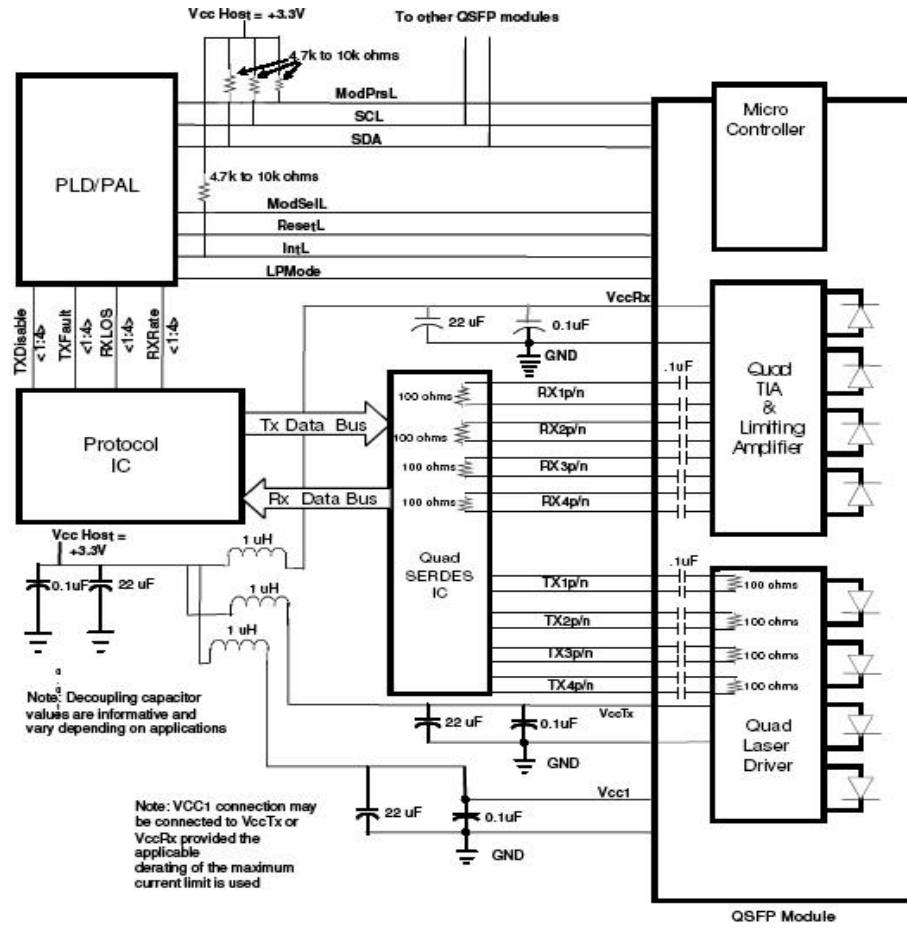 Vcc Host = +3.3V
To other QSFP modules
4.7k to 10k ohms
ModPrsL
SCL
SDA
Micro
Controller
PLD/PAL
4.7k to 10k ohms
ModSelL
ResetL
IntL
LPMode
TXDisable
<1:4>
TXFault
<1:4>
RXLOS
<1:4>
RXRate
<1:4>
VccRx
22 uF
0.1uF
GND
.1uF
Quad
TIA
&
Limiting
Amplifier
100 ohms
RX1p/n
100 ohms
RX2p/n
100 ohms
RX3p/n
100 ohms
RX4p/n
Protocol
IC
Tx Data Bus
Rx Data Bus
Quad
SERDES
IC
Vcc Host =
+3.3V
1 uH
0.1uF
22 uF
1 uH
1 uH
.1uF
TX1p/n
100 ohms
TX2p/n
100 ohms
TX3p/n
100 ohms
TX4p/n
100 ohms
Note: Decoupling capacitor
values are informative and
vary depending on applications
VccTx
22 uF
0.1uF
GND
Quad
Laser
Driver
Vcc1
22 uF
0.1uF
GND
Note: VCC1 connection may
be connected to VccTx or
VccRx provided the
applicable
derating of the maximum
current limit is used
QSFP Module